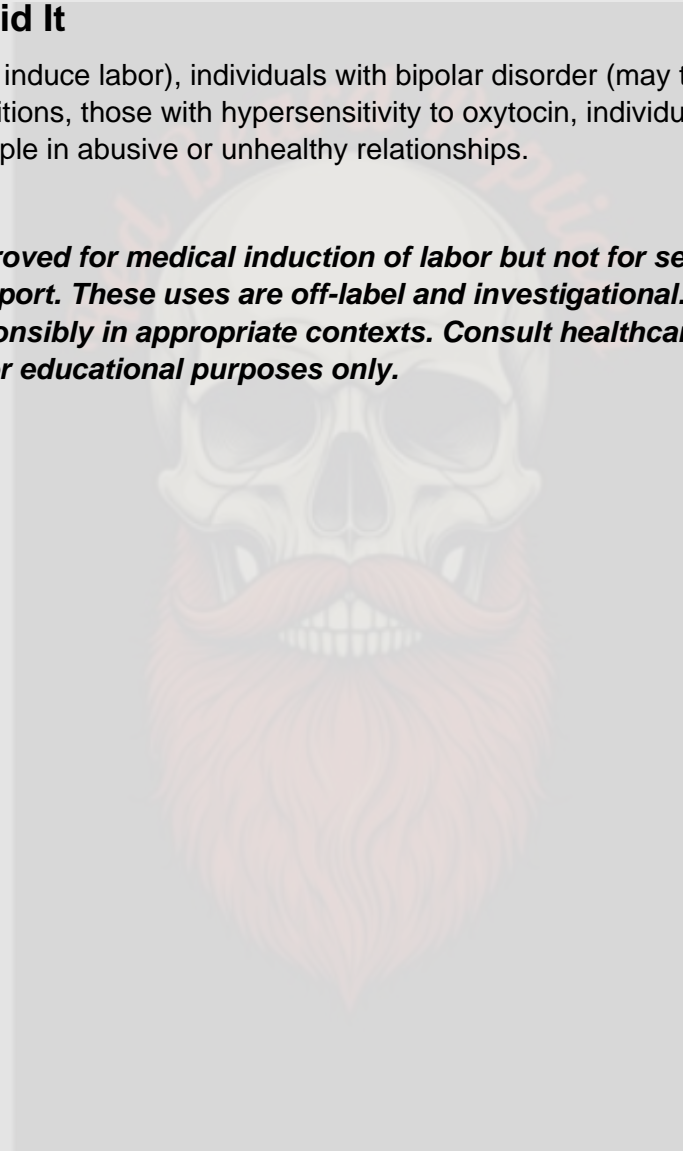 id It
induce labor), individuals with bipolar disorder (may t
itions, those with hypersensitivity to oxytocin, individu
ple in abusive or unhealthy relationships.
roved for medical induction of labor but not for se
port. These uses are off-label and investigational.
onsibly in appropriate contexts. Consult healthcar
r educational purposes only.